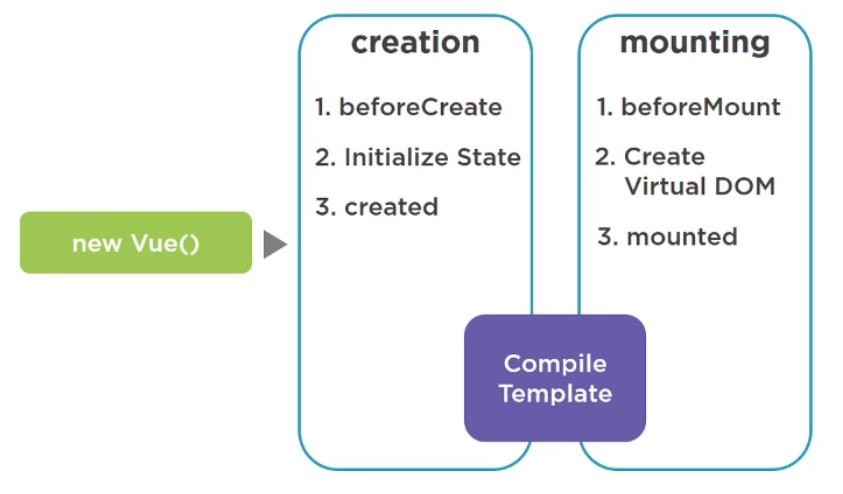 new Vue()
creation
1. beforeCreate
2. Initialize State
3. created
mounting
1. beforeMount
2. Create
Virtual DOM
3. mounted
Compile
Template